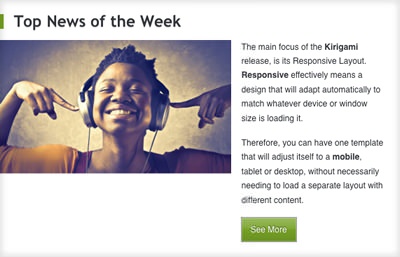 Top News of the Week
The main focus of the Kirigami
release, is its Responsive Layout.
Responsive effectively means a
design that will adapt automatically to
match whatever device or window
size is loading it.
Therefore, you can have one template
that will adjust itself to a mobile,
tablet or desktop, without necessarily
needing to load a separate layout with
different content.
See More